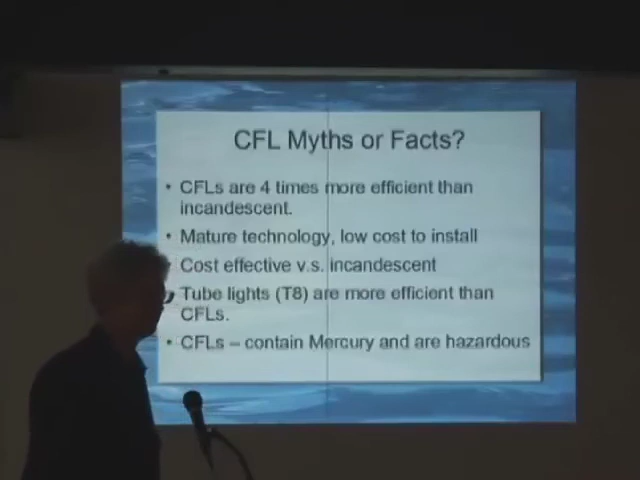 CFL Myths or Facts?
• CFLs are 4 times more efficient than
incandescent.
• Mature technology, low cost to install
Cost effective v.s. incandescent
Tube lights (T8) are more efficient than
CFLs.
• CFLs – contain Mercury and are hazardous